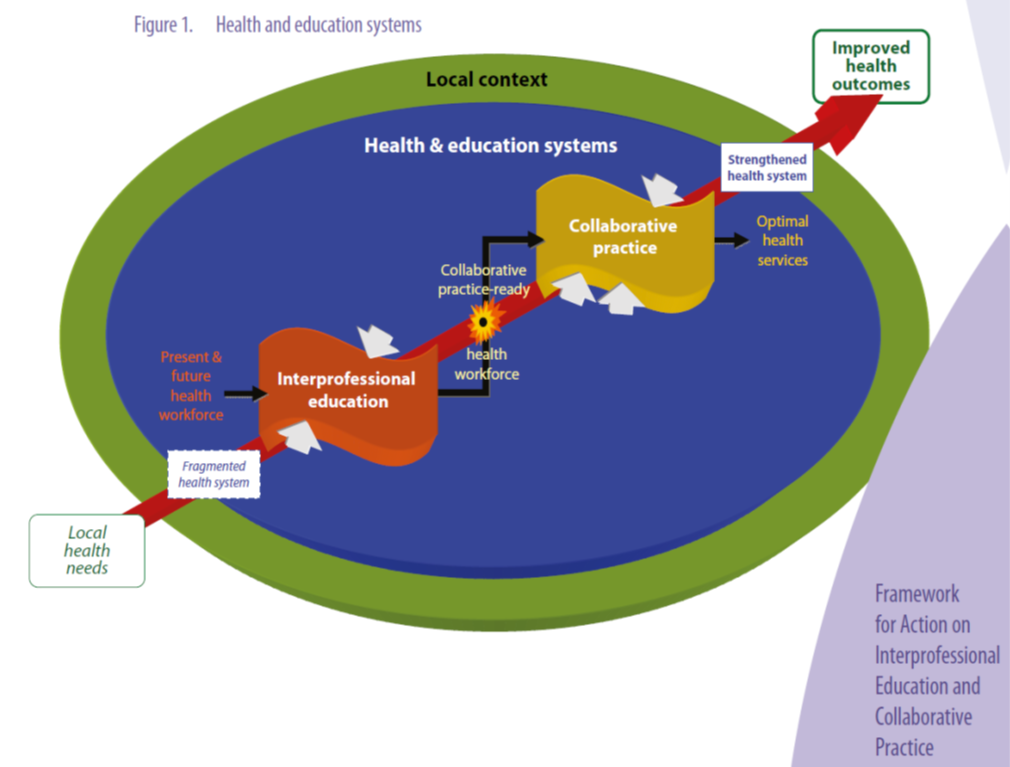 Figure 1. Health and education systems
Improved
health
outcomes
Local context
Health & education systems
Strengthened
health system
Collaborative
practice
Optimal
health
services
Collaborative
practice-ready
health
workforce
Present &
future
health
workforce
Interprofessional
education
Fragmented
health system
Local
health
needs
Framework
for Action on
Interprofessional
Education and
Collaborative
Practice